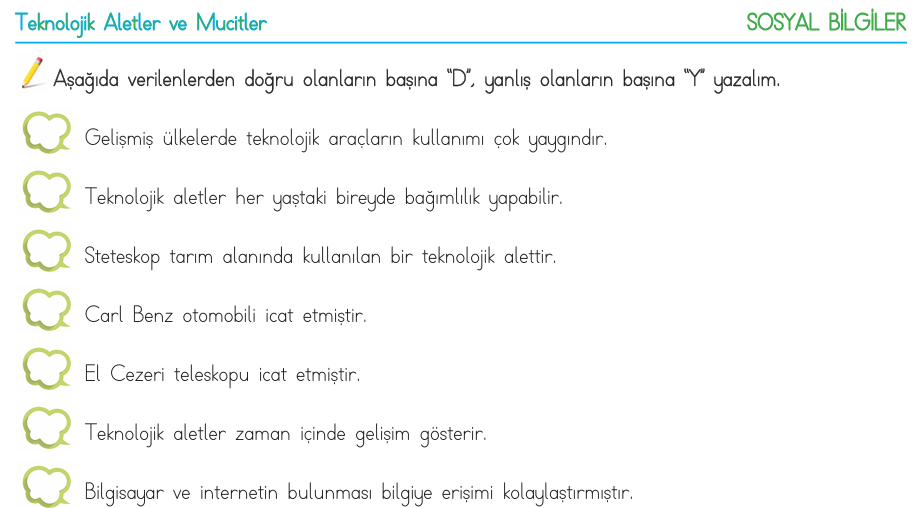 Teknolojik Aletler ve Mucitler
SOSYAL BİLGİLER
Aşağıda verilenlerden doğru olanların başına "D", yanlış olanların başına "Y" yazalım.
Gelişmiş ülkelerde teknolojik araçların kullanımı çok yaygındır.
Teknolojik aletler her yaştaki bireyde bağımlılık yapabilir.
Steteskop tarım alanında kullanılan bir teknolojik alettir.
Carl Benz otomobili icat etmiştir.
El Cezeri teleskopu icat etmiştir.
Teknolojik aletler zaman içinde gelişim gösterir.
Bilgisayar ve internetin bulunması bilgiye erişimi kolaylaştırmıştır.